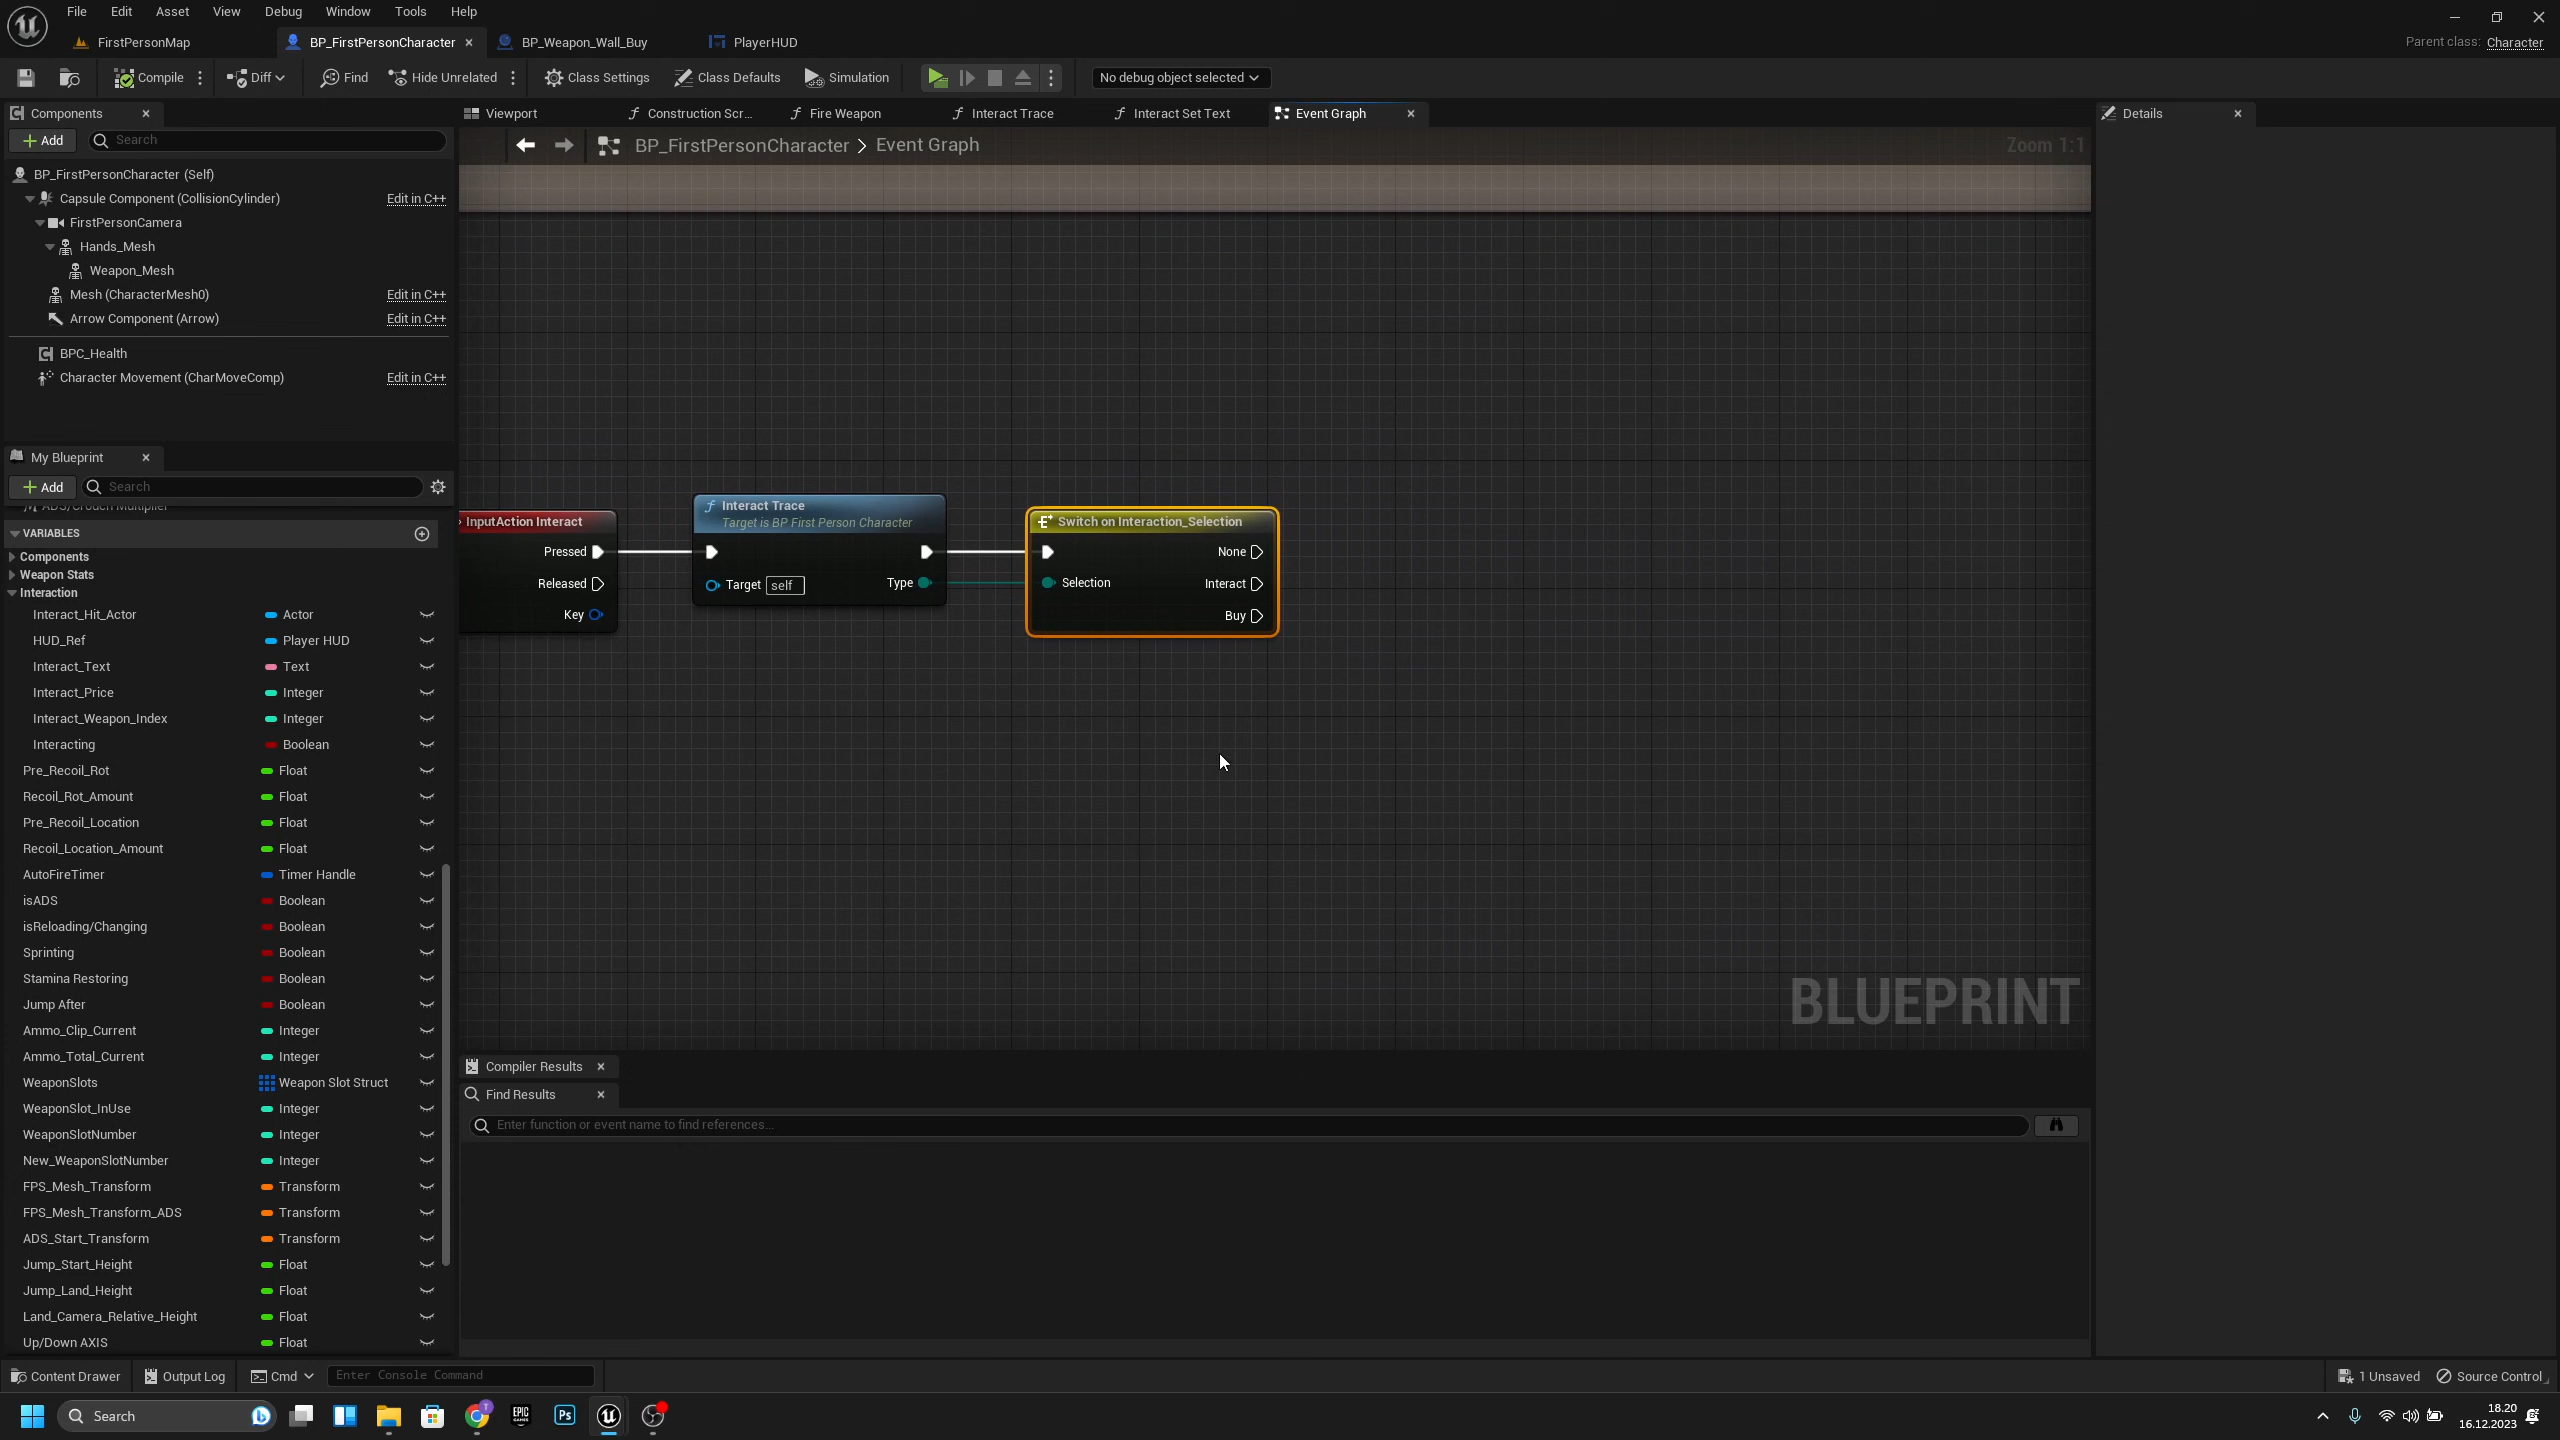 File Edit Asset View Debug Window Tools Help
FirstPersonMap BP_FirstPersonCharacter BP_Weapon_Wall_Buy PlayerHUD Parent class: Character
Compile Diff Find Hide Unrelated Class Settings Class Defaults Simulation No debug object selected
Components Viewport Construction Scr... Fire Weapon Interact Trace Interact Set Text Event Graph Details
Add Search
BP_FirstPersonCharacter > Event Graph Zoom 1:1
BP_FirstPersonCharacter (Self)
Capsule Component (CollisionCylinder) Edit in C++
FirstPersonCamera
Hands_Mesh
Weapon_Mesh
Mesh (CharacterMesh0) Edit in C++
Arrow Component (Arrow) Edit in C++
BPC_Health
Character Movement (CharMoveComp) Edit in C++
My Blueprint
Add Search
ADS/Crouch Multiplier
VARIABLES
Components
Weapon Stats
Interaction
Interact_Hit_Actor Actor
HUD_Ref Player HUD
Interact_Text Text
Interact_Price Integer
Interact_Weapon_Index Integer
Interacting Boolean
Pre_Recoil_Rot Float
Recoil_Rot_Amount Float
Pre_Recoil_Location Float
Recoil_Location_Amount Float
AutoFireTimer Timer Handle
isADS Boolean
isReloading/Changing Boolean
Sprinting Boolean
Stamina Restoring Boolean
Jump After Boolean
Ammo_Clip_Current Integer
Ammo_Total_Current Integer
WeaponSlots Weapon Slot Struct
WeaponSlot_InUse Integer
WeaponSlotNumber Integer
New_WeaponSlotNumber Integer
FPS_Mesh_Transform Transform
FPS_Mesh_Transform_ADS Transform
ADS_Start_Transform Transform
Jump_Start_Height Float
Jump_Land_Height Float
Land_Camera_Relative_Height Float
Up/Down AXIS Float
InputAction Interact
Pressed
Released
Key
Interact Trace
Target is BP First Person Character
Target self Type
Switch on Interaction_Selection
None
Selection Interact
Buy
BLUEPRINT
Compiler Results
Find Results
Enter function or event name to find references...
Content Drawer Output Log Cmd Enter Console Command 1 Unsaved Source Control
Search EPIC GAMES Ps 18.20
16.12.2023